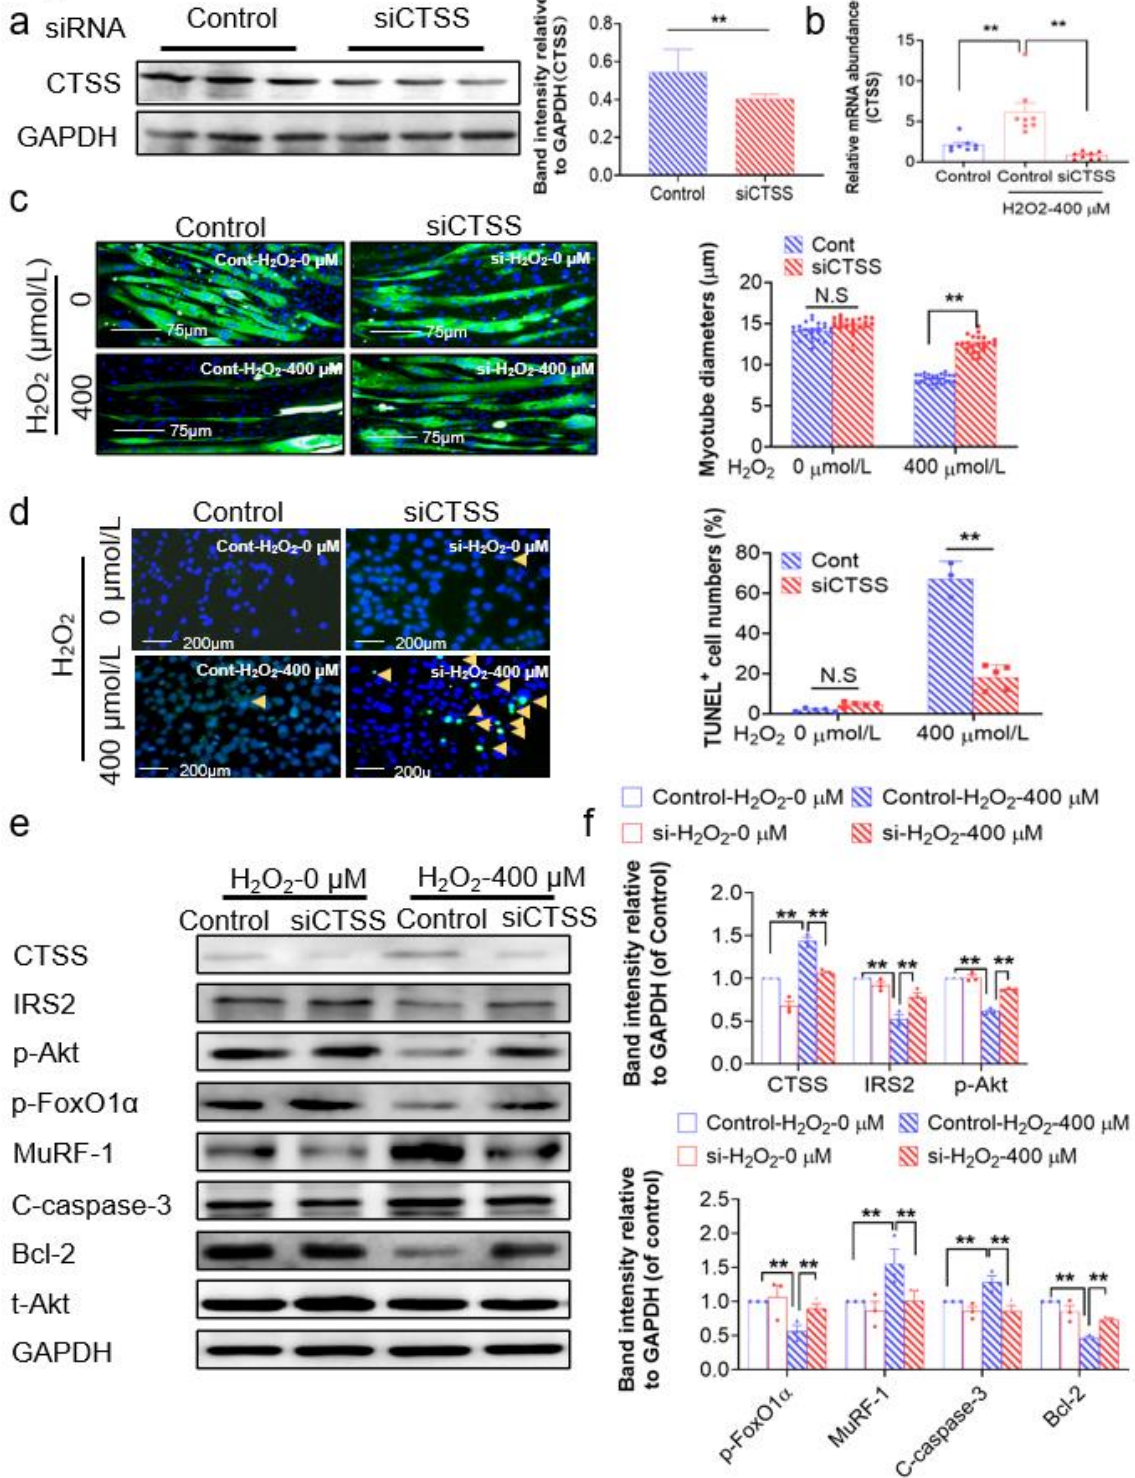 a
siRNA
Control
siCTSS
CTSS
GAPDH
Band intensity relative
to GAPDH(CTSS)
0.8
0.6
0.4
0.2
0.0
**
Control
siCTSS
b
Relative mRNA abundance
(CTSS)
15
10
5
0
**
**
Control
Control
siCTSS
H2O2-400 μM
c
Control
siCTSS
H₂O₂ (μmol/L)
0
400
Cont-H₂O₂-0 μM
75μm
si-H₂O₂-0 μM
75μm
Cont-H₂O₂-400 μM
75μm
si-H₂O₂-400 μM
75μm
Cont
siCTSS
Myotube diameters (μm)
20
15
10
5
0
N.S
**
H₂O₂
0 μmol/L
400 μmol/L
d
Control
siCTSS
H₂O₂
0 μmol/L
400 μmol/L
Cont-H₂O₂-0 μM
200μm
si-H₂O₂-0 μM
200μm
Cont-H₂O₂-400 μM
200μm
si-H₂O₂-400 μM
200μ
TUNEL⁺ cell numbers (%)
80
60
40
20
0
Cont
siCTSS
N.S
**
H₂O₂
0 μmol/L
400 μmol/L
e
H₂O₂-0 μM
H₂O₂-400 μM
Control
siCTSS
Control
siCTSS
CTSS
IRS2
p-Akt
p-FoxO1α
MuRF-1
C-caspase-3
Bcl-2
t-Akt
GAPDH
f
Control-H₂O₂-0 μM
Control-H₂O₂-400 μM
si-H₂O₂-0 μM
si-H₂O₂-400 μM
Band intensity relative
to GAPDH (of Control)
2.0
1.5
1.0
0.5
0.0
**
**
**
**
**
**
CTSS
IRS2
p-Akt
Control-H₂O₂-0 μM
Control-H₂O₂-400 μM
si-H₂O₂-0 μM
si-H₂O₂-400 μM
Band intensity relative
to GAPDH (of control)
2.5
2.0
1.5
1.0
0.5
0.0
**
**
**
**
**
**
**
**
p-FoxO1α
MuRF-1
C-caspase-3
Bcl-2